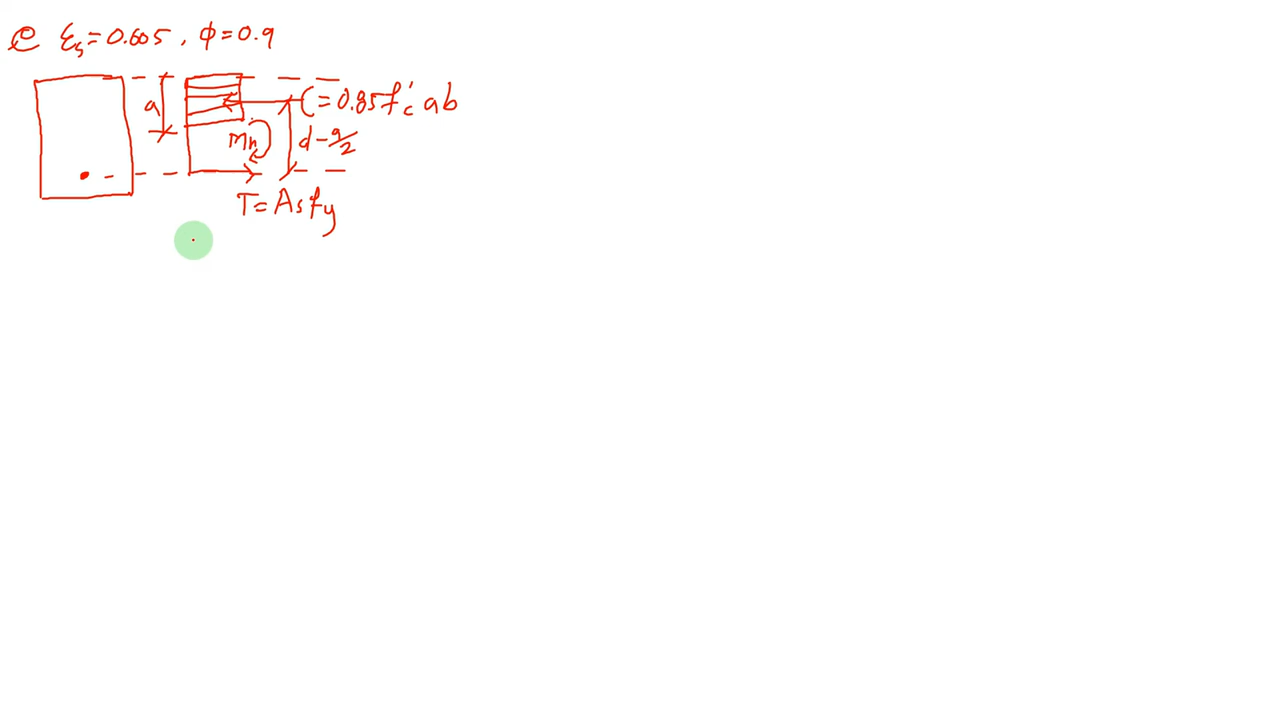 @ εs=0.005, φ=0.9
a
C=0.85f'c ab
Mn
d-a/2
T=Asfy